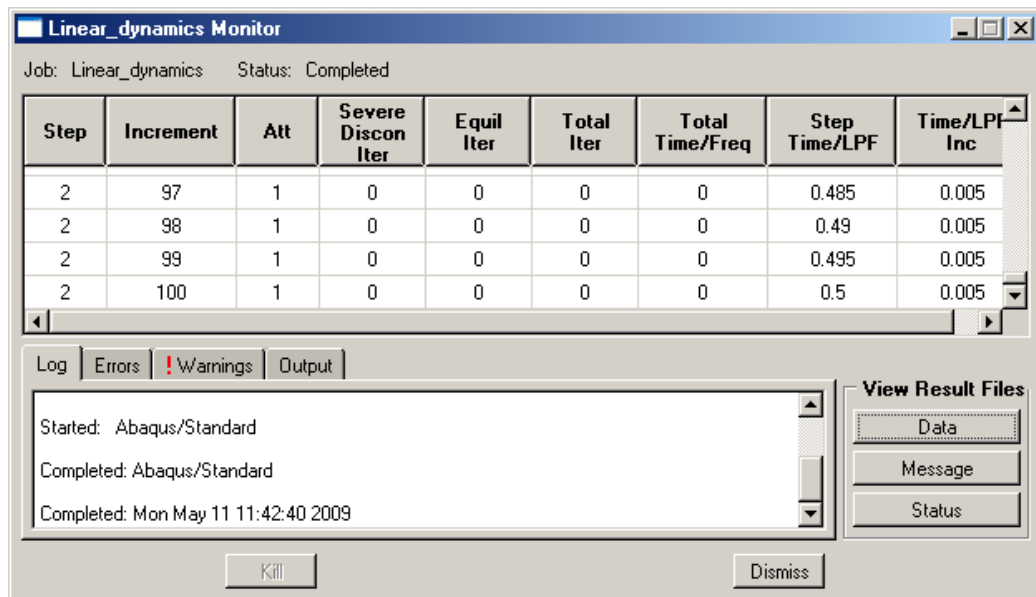 Linear_dynamics Monitor
Job: Linear_dynamics Status: Completed
Step Increment Att Severe Discon Iter Equil Iter Total Iter Total Time/Freq Step Time/LPF Time/LPF Inc
2 97 1 0 0 0 0 0.485 0.005
2 98 1 0 0 0 0 0.49 0.005
2 99 1 0 0 0 0 0.495 0.005
2 100 1 0 0 0 0 0.5 0.005
Log Errors ! Warnings Output
View Result Files
Started: Abaqus/Standard
Data
Completed: Abaqus/Standard
Message
Completed: Mon May 11 11:42:40 2009
Status
Kill Dismiss